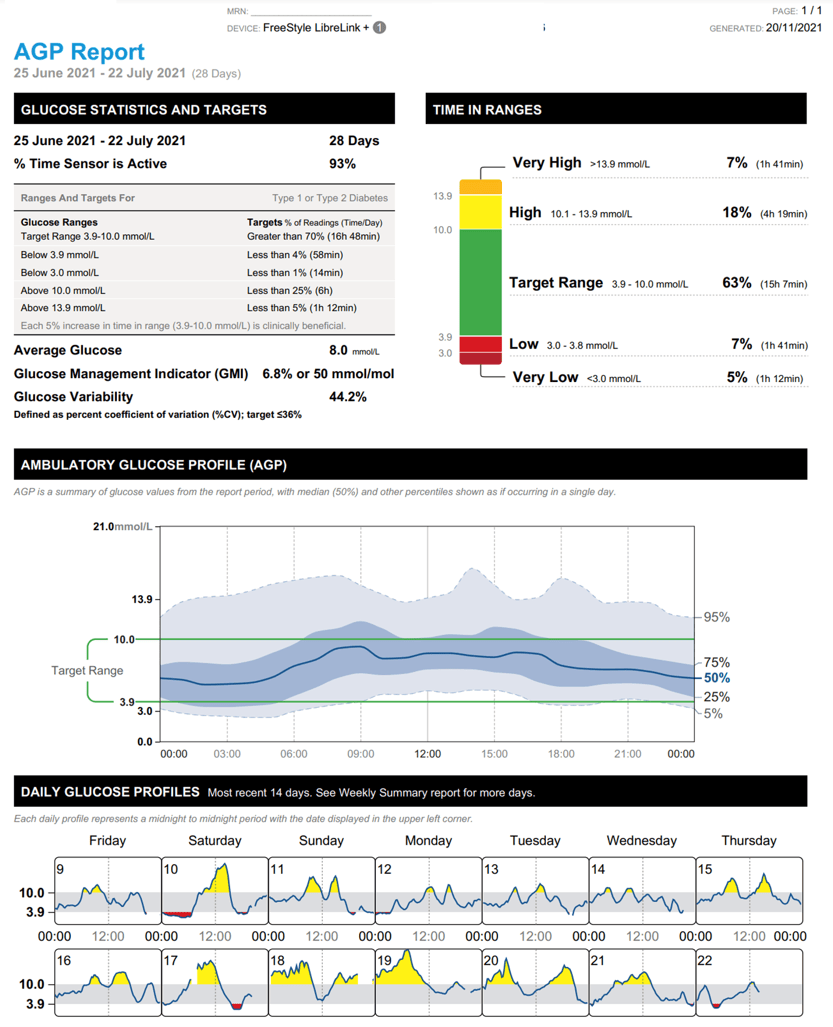 MRN:
PAGE: 1 / 1
DEVICE: FreeStyle LibreLink + 1
GENERATED: 20/11/2021
AGP Report
25 June 2021 - 22 July 2021 (28 Days)
GLUCOSE STATISTICS AND TARGETS
25 June 2021 - 22 July 2021 28 Days
% Time Sensor is Active 93%
Ranges And Targets For Type 1 or Type 2 Diabetes
Glucose Ranges Targets % of Readings (Time/Day)
Target Range 3.9-10.0 mmol/L Greater than 70% (16h 48min)
Below 3.9 mmol/L Less than 4% (58min)
Below 3.0 mmol/L Less than 1% (14min)
Above 10.0 mmol/L Less than 25% (6h)
Above 13.9 mmol/L Less than 5% (1h 12min)
Each 5% increase in time in range (3.9-10.0 mmol/L) is clinically beneficial.
Average Glucose 8.0 mmol/L
Glucose Management Indicator (GMI) 6.8% or 50 mmol/mol
Glucose Variability 44.2%
Defined as percent coefficient of variation (%CV); target ≤36%
TIME IN RANGES
Very High >13.9 mmol/L 7% (1h 41min)
13.9
High 10.1 - 13.9 mmol/L 18% (4h 19min)
10.0
Target Range 3.9 - 10.0 mmol/L 63% (15h 7min)
3.9
Low 3.0 - 3.8 mmol/L 7% (1h 41min)
3.0
Very Low <3.0 mmol/L 5% (1h 12min)
AMBULATORY GLUCOSE PROFILE (AGP)
AGP is a summary of glucose values from the report period, with median (50%) and other percentiles shown as if occurring in a single day.
21.0 mmol/L
13.9
95%
10.0
Target Range
75%
50%
25%
3.9
5%
3.0
0.0
00:00 03:00 06:00 09:00 12:00 15:00 18:00 21:00 00:00
DAILY GLUCOSE PROFILES Most recent 14 days. See Weekly Summary report for more days.
Each daily profile represents a midnight to midnight period with the date displayed in the upper left corner.
Friday Saturday Sunday Monday Tuesday Wednesday Thursday
9 10 11 12 13 14 15
10.0
3.9
00:00 12:00 00:00 12:00 00:00 12:00 00:00 12:00 00:00 12:00 00:00 12:00 00:00 12:00 00:00
16 17 18 19 20 21 22
10.0
3.9